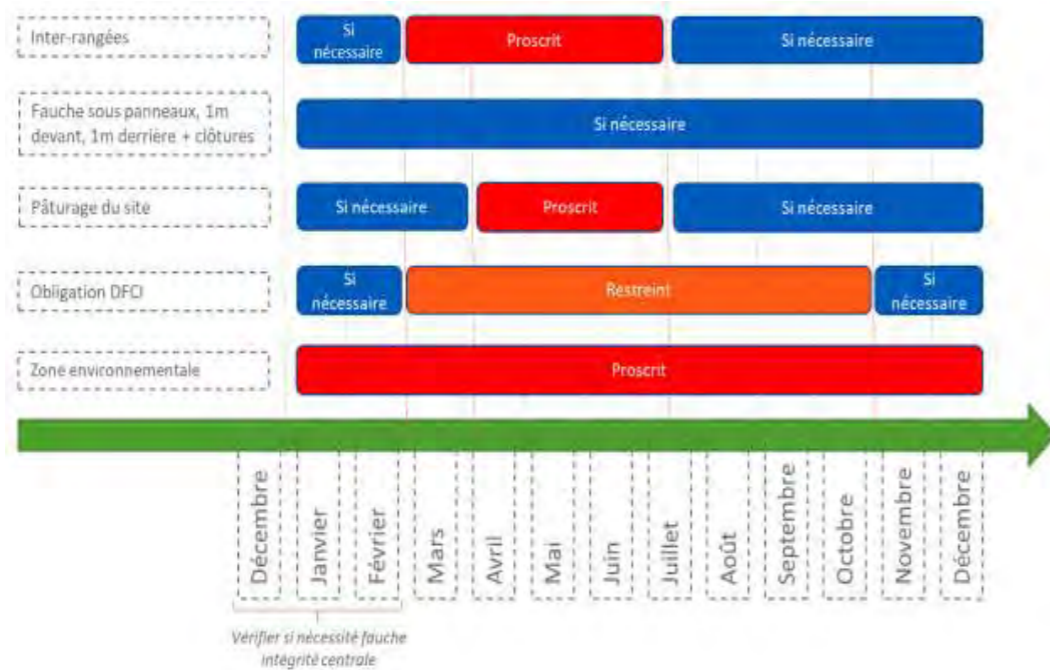 Inter-rangées
Si
nécessaire
Proscrit
Si nécessaire
Fauche sous panneaux, 1m
devant, 1m derrière + clôtures
Si nécessaire
Pâturage du site
Si nécessaire
Proscrit
Si nécessaire
Obligation DFCI
Si
nécessaire
Restreint
Si
nécessaire
Zone environnementale
Proscrit
Décembre
Janvier
Février
Mars
Avril
Mai
Juin
Juillet
Août
Septembre
Octobre
Novembre
Décembre
Vérifier si nécessité fauche
intégrité centrale